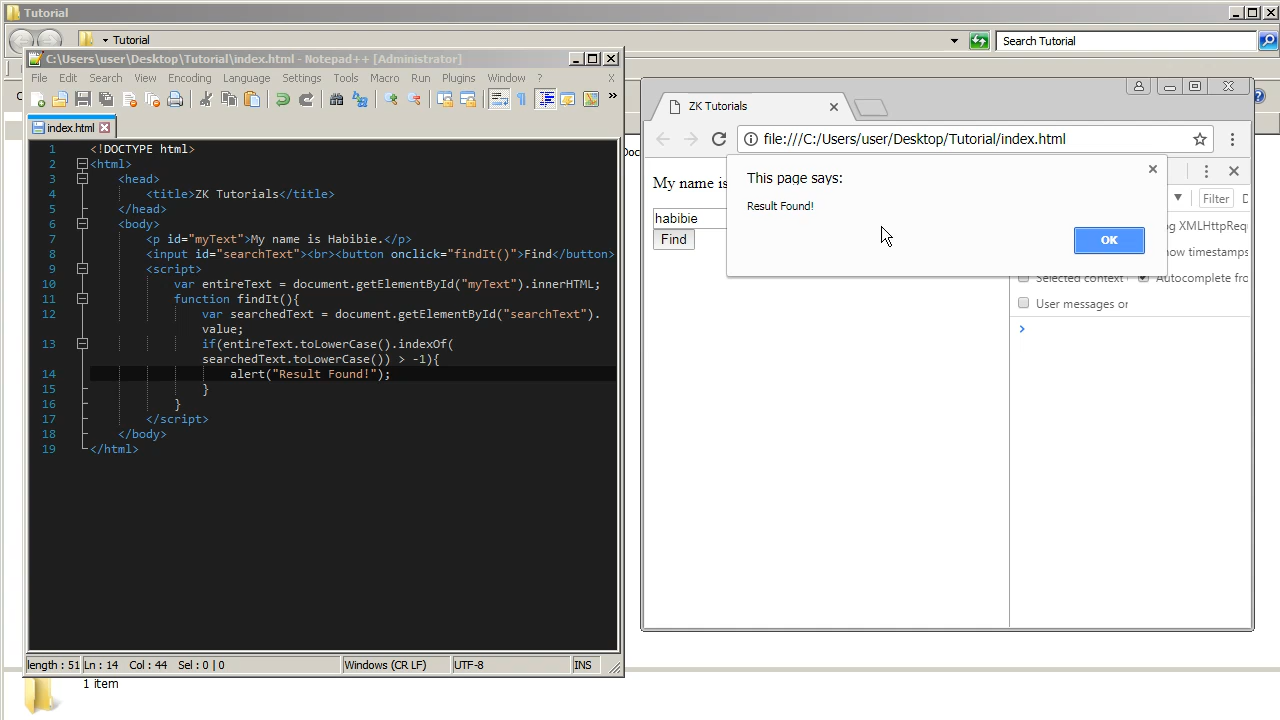 Tutorial
Tutorial
Search Tutorial
C:\Users\user\Desktop\Tutorial\index.html - Notepad++ [Administrator]
File Edit Search View Encoding Language Settings Tools Macro Run Plugins Window ? X
index.html
1 <!DOCTYPE html>
2 <html>
3 <head>
4 <title>ZK Tutorials</title>
5 </head>
6 <body>
7 <p id="myText">My name is Habibie.</p>
8 <input id="searchText"><br><button onclick="findIt()">Find</button>
9 <script>
10 var entireText = document.getElementById("myText").innerHTML;
11 function findIt(){
12 var searchedText = document.getElementById("searchText").
value;
13 if(entireText.toLowerCase().indexOf(
searchedText.toLowerCase()) > -1){
14 alert("Result Found!");
15 }
16 }
17 </script>
18 </body>
19 </html>
length : 51 Ln : 14 Col : 44 Sel : 0 | 0 Windows (CR LF) UTF-8 INS
1 item
ZK Tutorials
file:///C:/Users/user/Desktop/Tutorial/index.html
My name is
habibie
Find
This page says:
Result Found!
OK
Filter
XMLHttpRequ
ow timestamps
Selected context
Autocomplete fro
User messages or